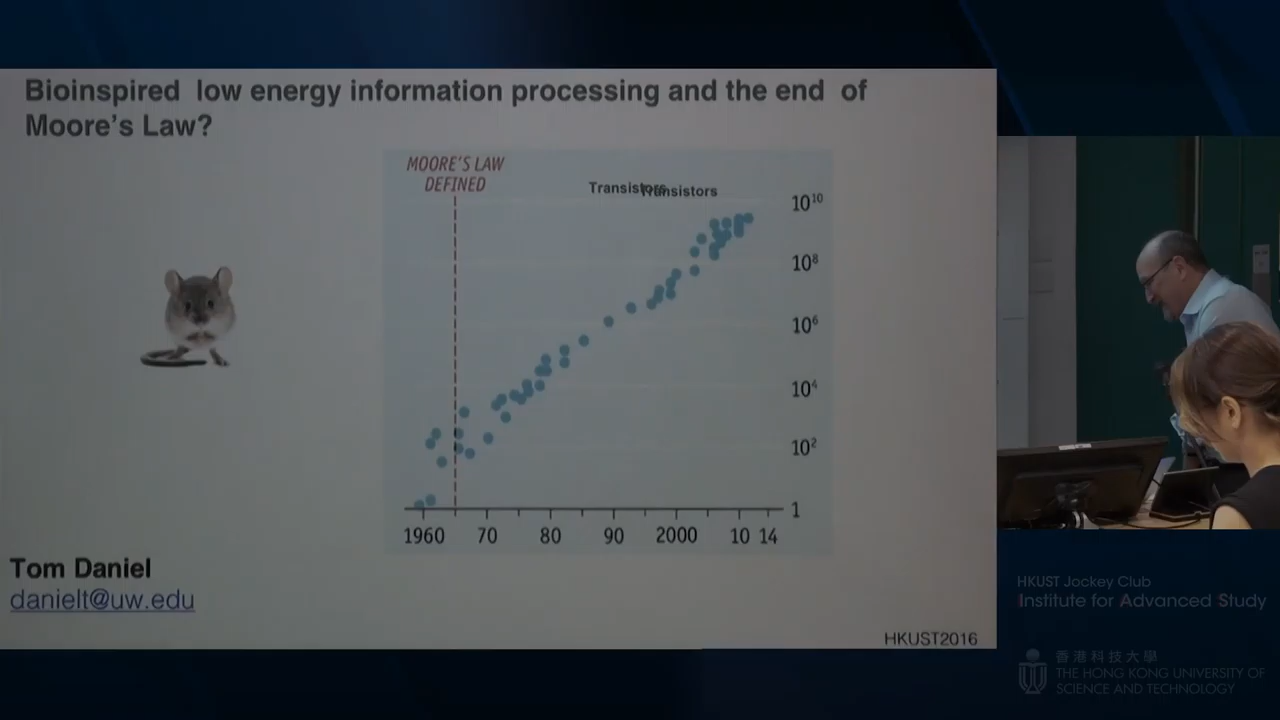 Bioinspired low energy information processing and the end of
Moore's Law?
MOORE'S LAW
DEFINED
Transistors
Transistors
10¹⁰
10⁸
10⁶
10⁴
10²
1
1960 70 80 90 2000 10 14
Tom Daniel
danielt@uw.edu
HKUST2016
HKUST Jockey Club
Institute for Advanced Study
香港科技大學
THE HONG KONG UNIVERSITY OF
SCIENCE AND TECHNOLOGY